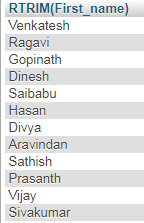 RTRIM(First_name)
Venkatesh
Ragavi
Gopinath
Dinesh
Saibabu
Hasan
Divya
Aravindan
Sathish
Prasanth
Vijay
Sivakumar